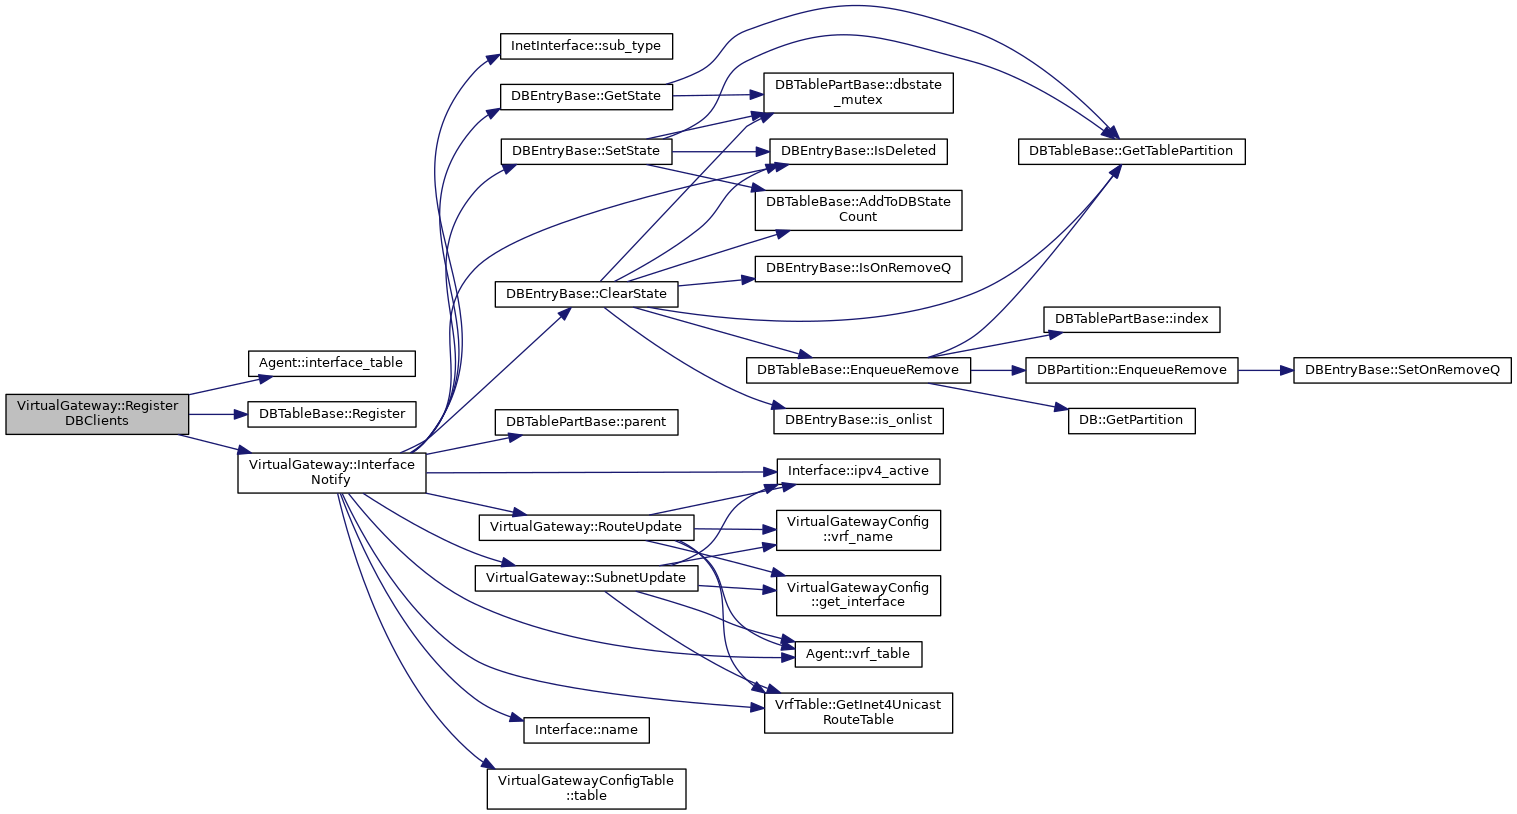 VirtualGateway::Register
DBClients
Agent::interface_table
DBTableBase::Register
VirtualGateway::Interface
Notify
InetInterface::sub_type
DBEntryBase::GetState
DBEntryBase::SetState
DBEntryBase::ClearState
DBTablePartBase::parent
VirtualGateway::RouteUpdate
VirtualGateway::SubnetUpdate
Interface::name
VirtualGatewayConfigTable
::table
DBTablePartBase::dbstate
_mutex
DBEntryBase::IsDeleted
DBTableBase::AddToDBState
Count
DBEntryBase::IsOnRemoveQ
DBTableBase::EnqueueRemove
DBEntryBase::is_onlist
Interface::ipv4_active
VirtualGatewayConfig
::vrf_name
VirtualGatewayConfig
::get_interface
Agent::vrf_table
VrfTable::GetInet4Unicast
RouteTable
DBTableBase::GetTablePartition
DBTablePartBase::index
DBPartition::EnqueueRemove
DB::GetPartition
DBEntryBase::SetOnRemoveQ